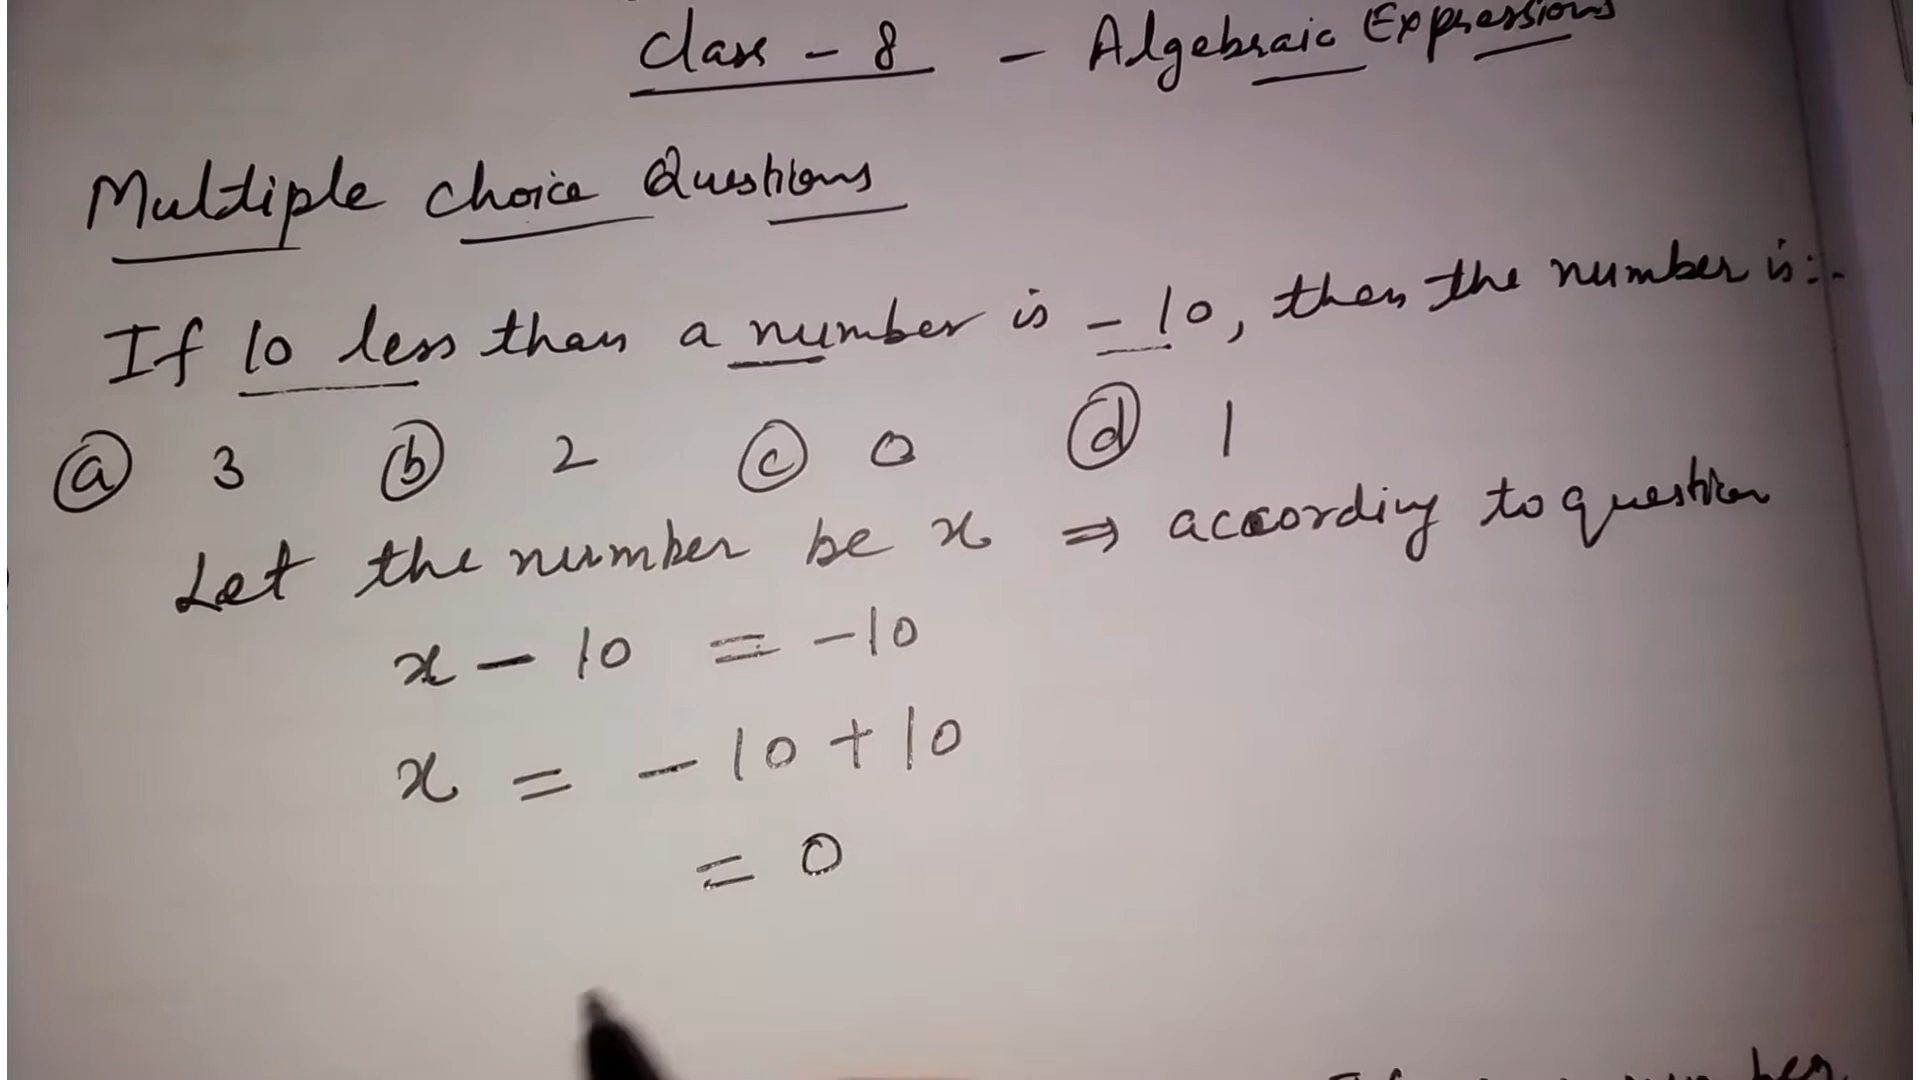 Class - 8 - Algebraic Expressions
Multiple choice Questions
If 10 less than a number is -10, then the number is:-
(a) 3 (b) 2 (c) 0 (d) 1
Let the number be x ⇒ according to question
x - 10 = -10
x = -10 + 10
= 0